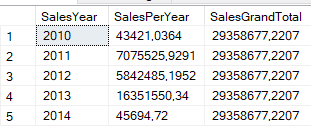 SalesYear SalesPerYear SalesGrandTotal
1 2010 43421,0364 29358677,2207
2 2011 7075525,9291 29358677,2207
3 2012 5842485,1952 29358677,2207
4 2013 16351550,34 29358677,2207
5 2014 45694,72 29358677,2207